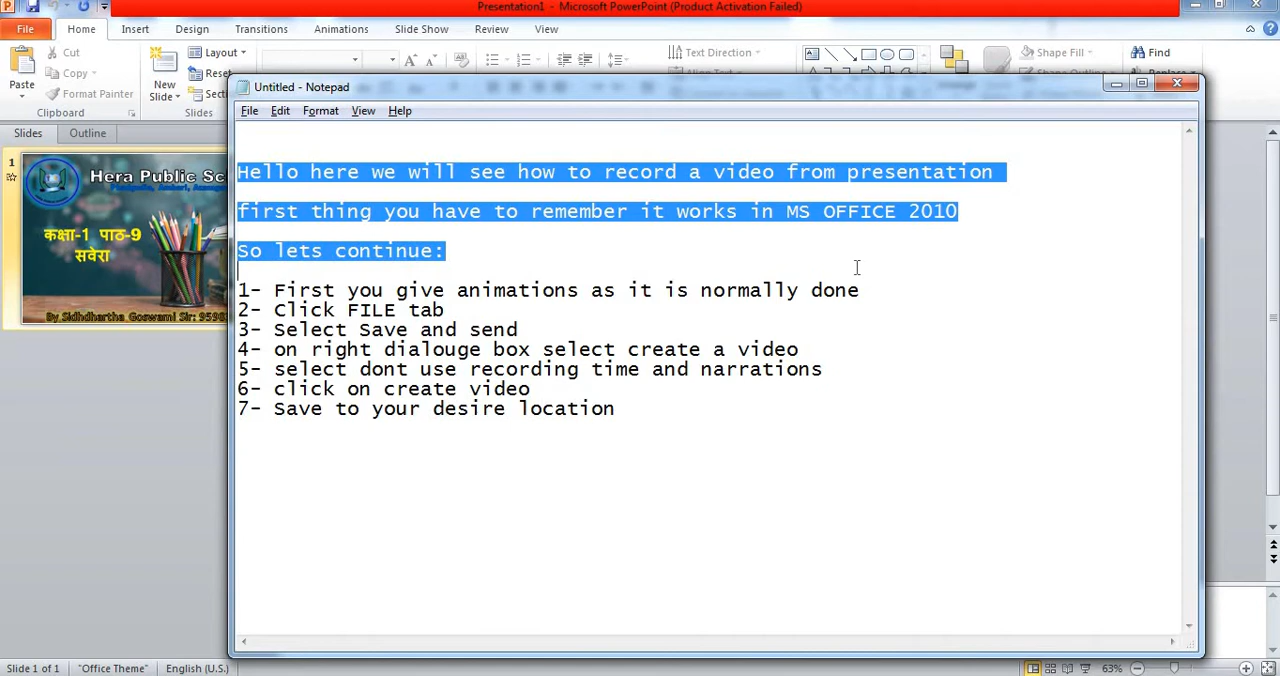 Presentation1 - Microsoft PowerPoint (Product Activation Failed)
File Home Insert Design Transitions Animations Slide Show Review View
Cut
Copy
Format Painter
Paste
Clipboard
New
Slide
Layout
Reset
Slides
Text Direction
Shape Fill
Find
Slides Outline
1
Hera Public Sc
कक्षा-1 पाठ-9
सवेरा
By Sidhdhartha Goswami Sir: 9598
Untitled - Notepad
File Edit Format View Help
Hello here we will see how to record a video from presentation
first thing you have to remember it works in MS OFFICE 2010
So lets continue:
1- First you give animations as it is normally done
2- Click FILE tab
3- Select Save and send
4- on right dialouge box select create a video
5- select dont use recording time and narrations
6- click on create video
7- Save to your desire location
Slide 1 of 1 "Office Theme" English (U.S.) 63%